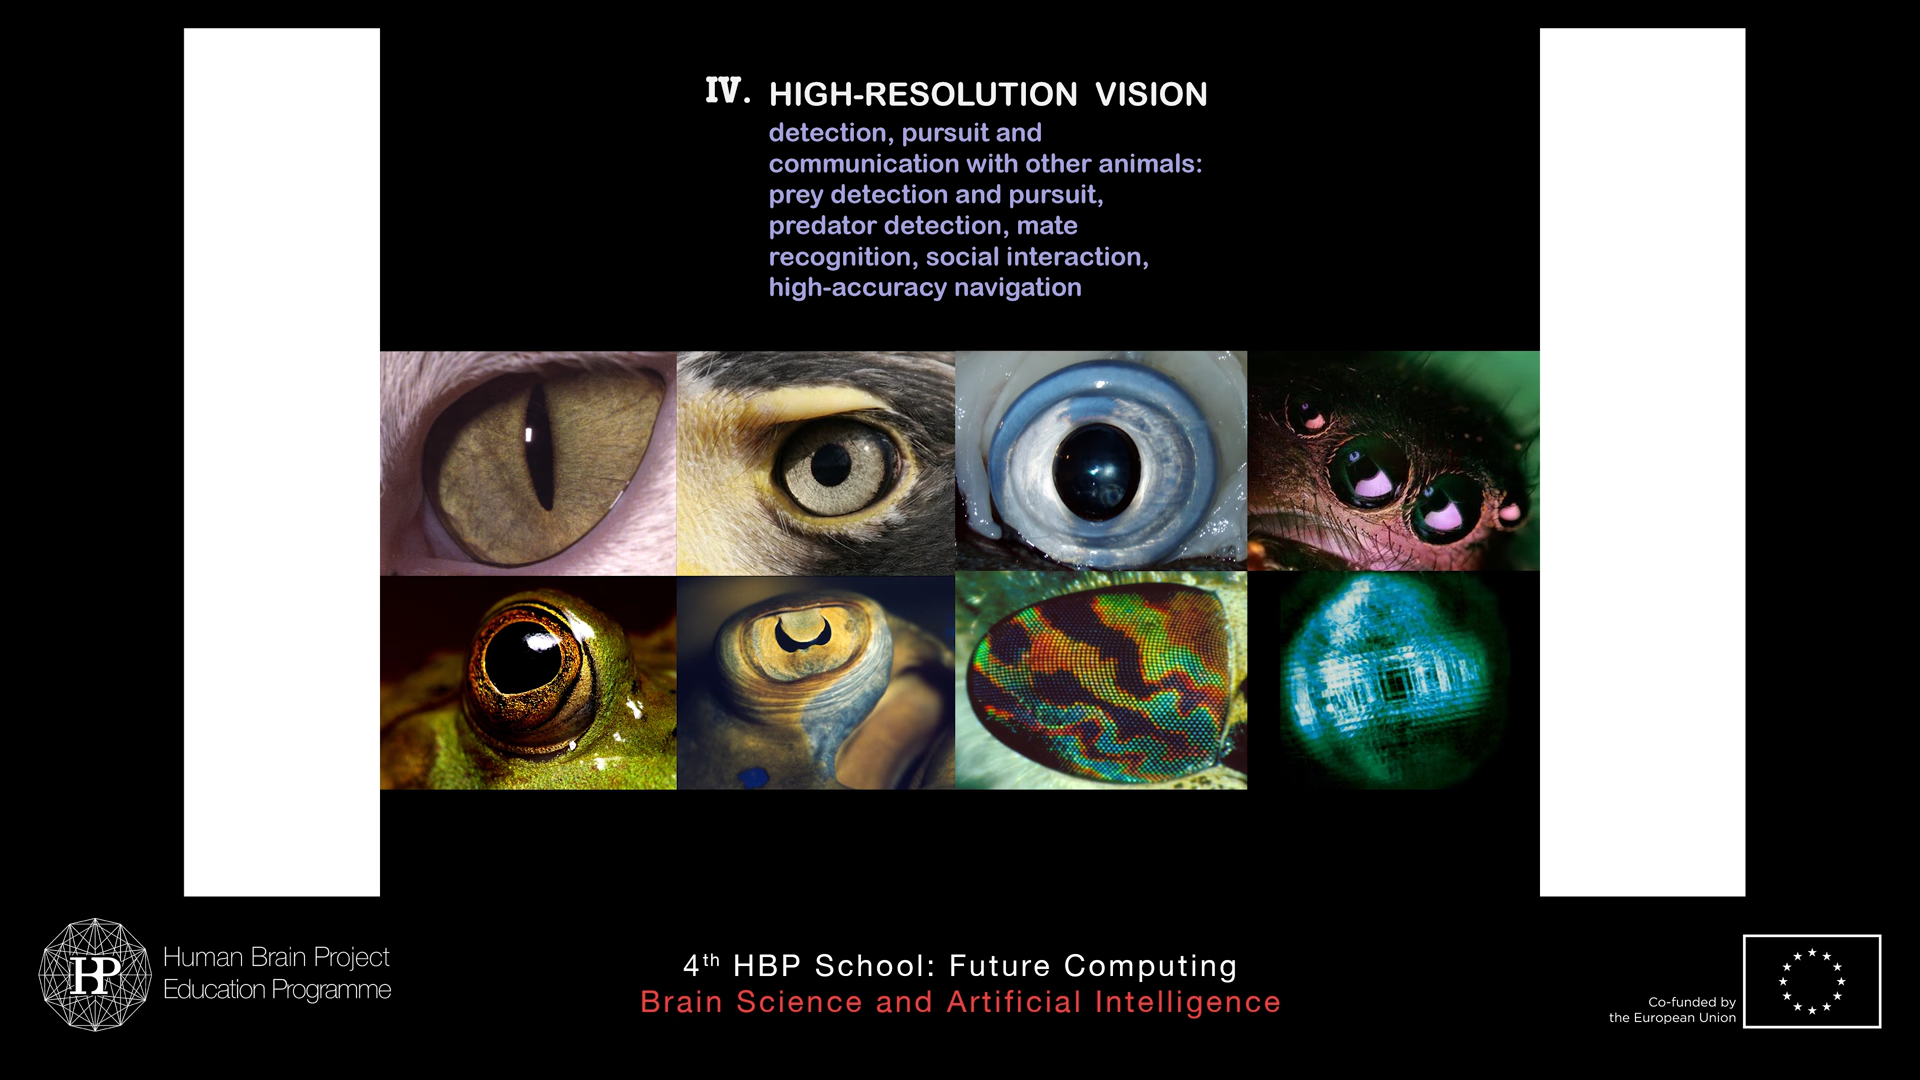 IV. HIGH-RESOLUTION VISION
detection, pursuit and
communication with other animals:
prey detection and pursuit,
predator detection, mate
recognition, social interaction,
high-accuracy navigation
HBP
Human Brain Project
Education Programme
4th HBP School: Future Computing
Brain Science and Artificial Intelligence
Co-funded by
the European Union